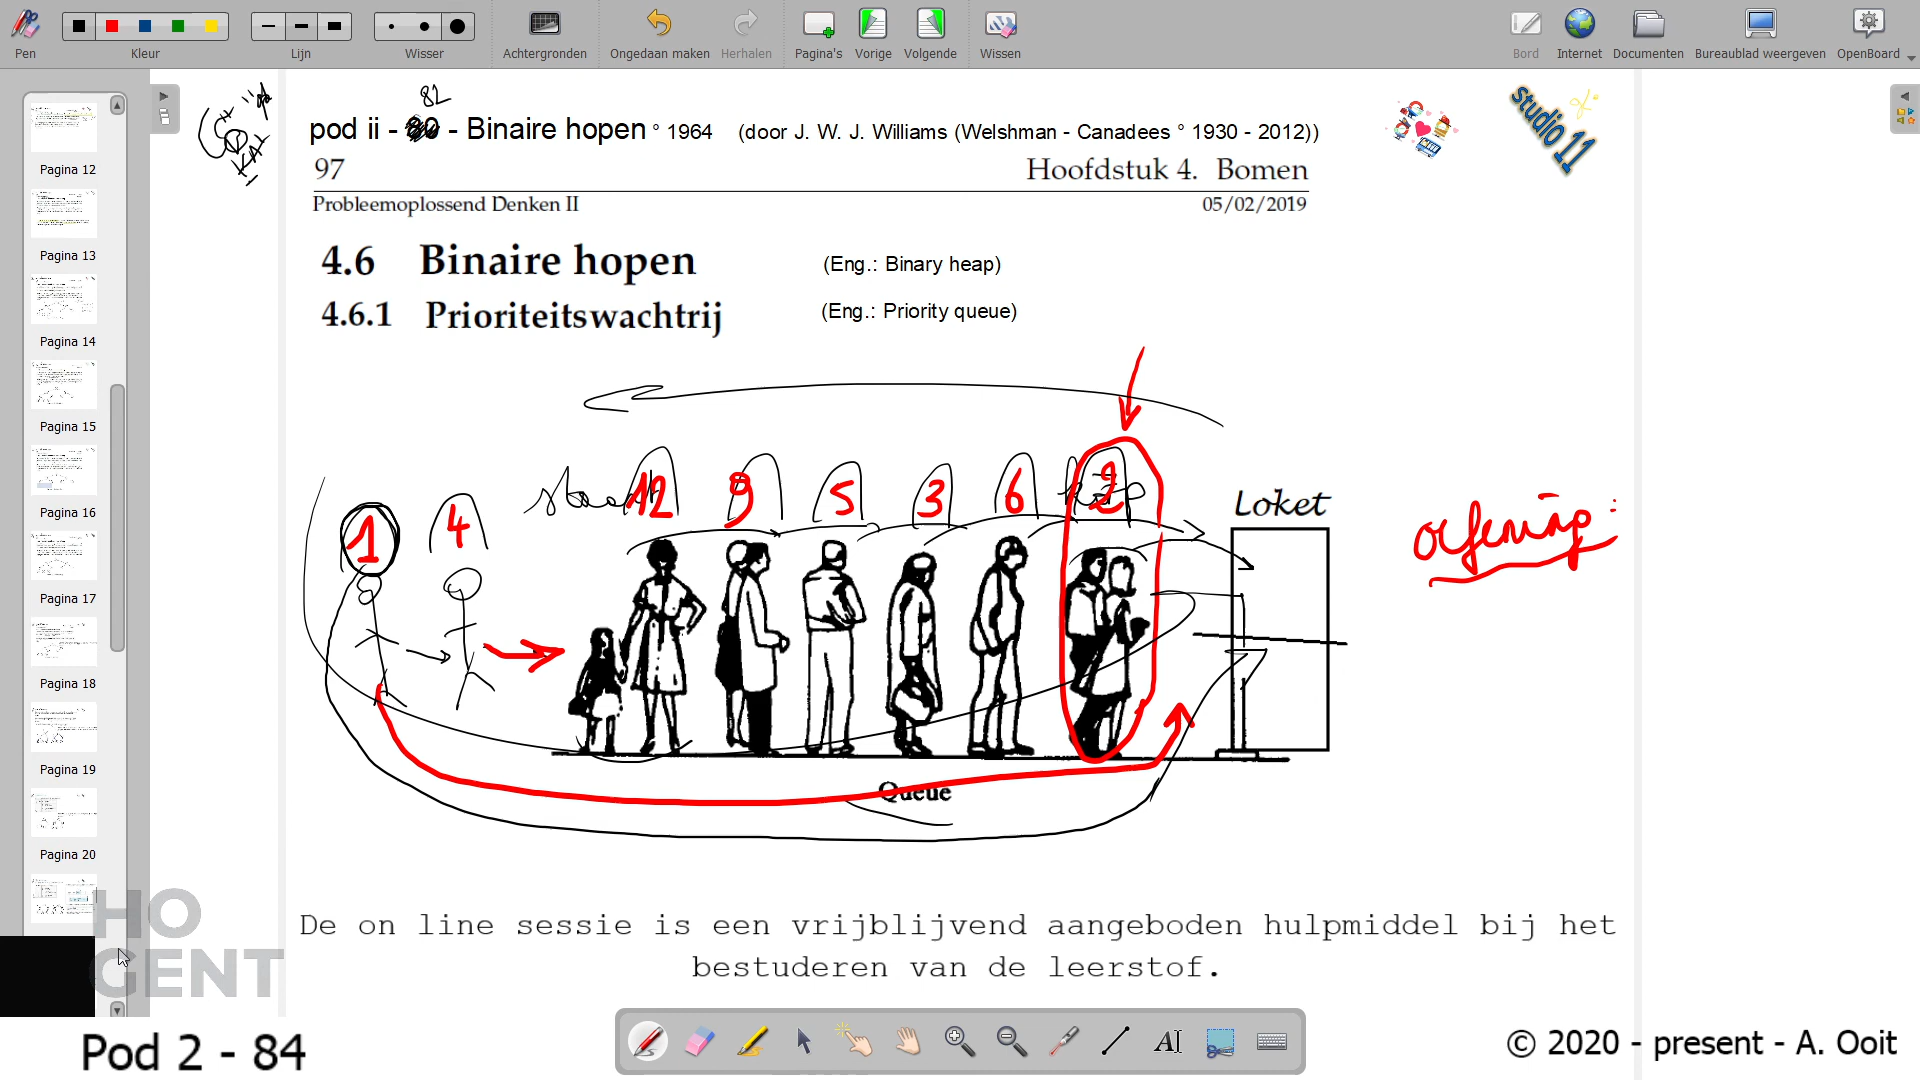 Pen
Kleur
Lijn
Wisser
Achtergronden
Ongedaan maken
Herhalen
Pagina's
Vorige
Volgende
Wissen
Bord
Internet
Documenten
Bureaublad weergeven
OpenBoard
82
pod ii - 80 - Binaire hopen ° 1964 (door J. W. J. Williams (Welshman - Canadees ° 1930 - 2012))
studio 11
97 Hoofdstuk 4. Bomen
Probleemoplossend Denken II 05/02/2019
4.6 Binaire hopen (Eng.: Binary heap)
4.6.1 Prioriteitswachtrij (Eng.: Priority queue)
staart 12 9 5 3 6 kop 2
1 4
Loket
Queue
Pagina 12
Pagina 13
Pagina 14
Pagina 15
Pagina 16
Pagina 17
Pagina 18
Pagina 19
Pagina 20
HO
GENT
De on line sessie is een vrijblijvend aangeboden hulpmiddel bij het
bestuderen van de leerstof.
Pod 2 - 84
© 2020 - present - A. Ooit